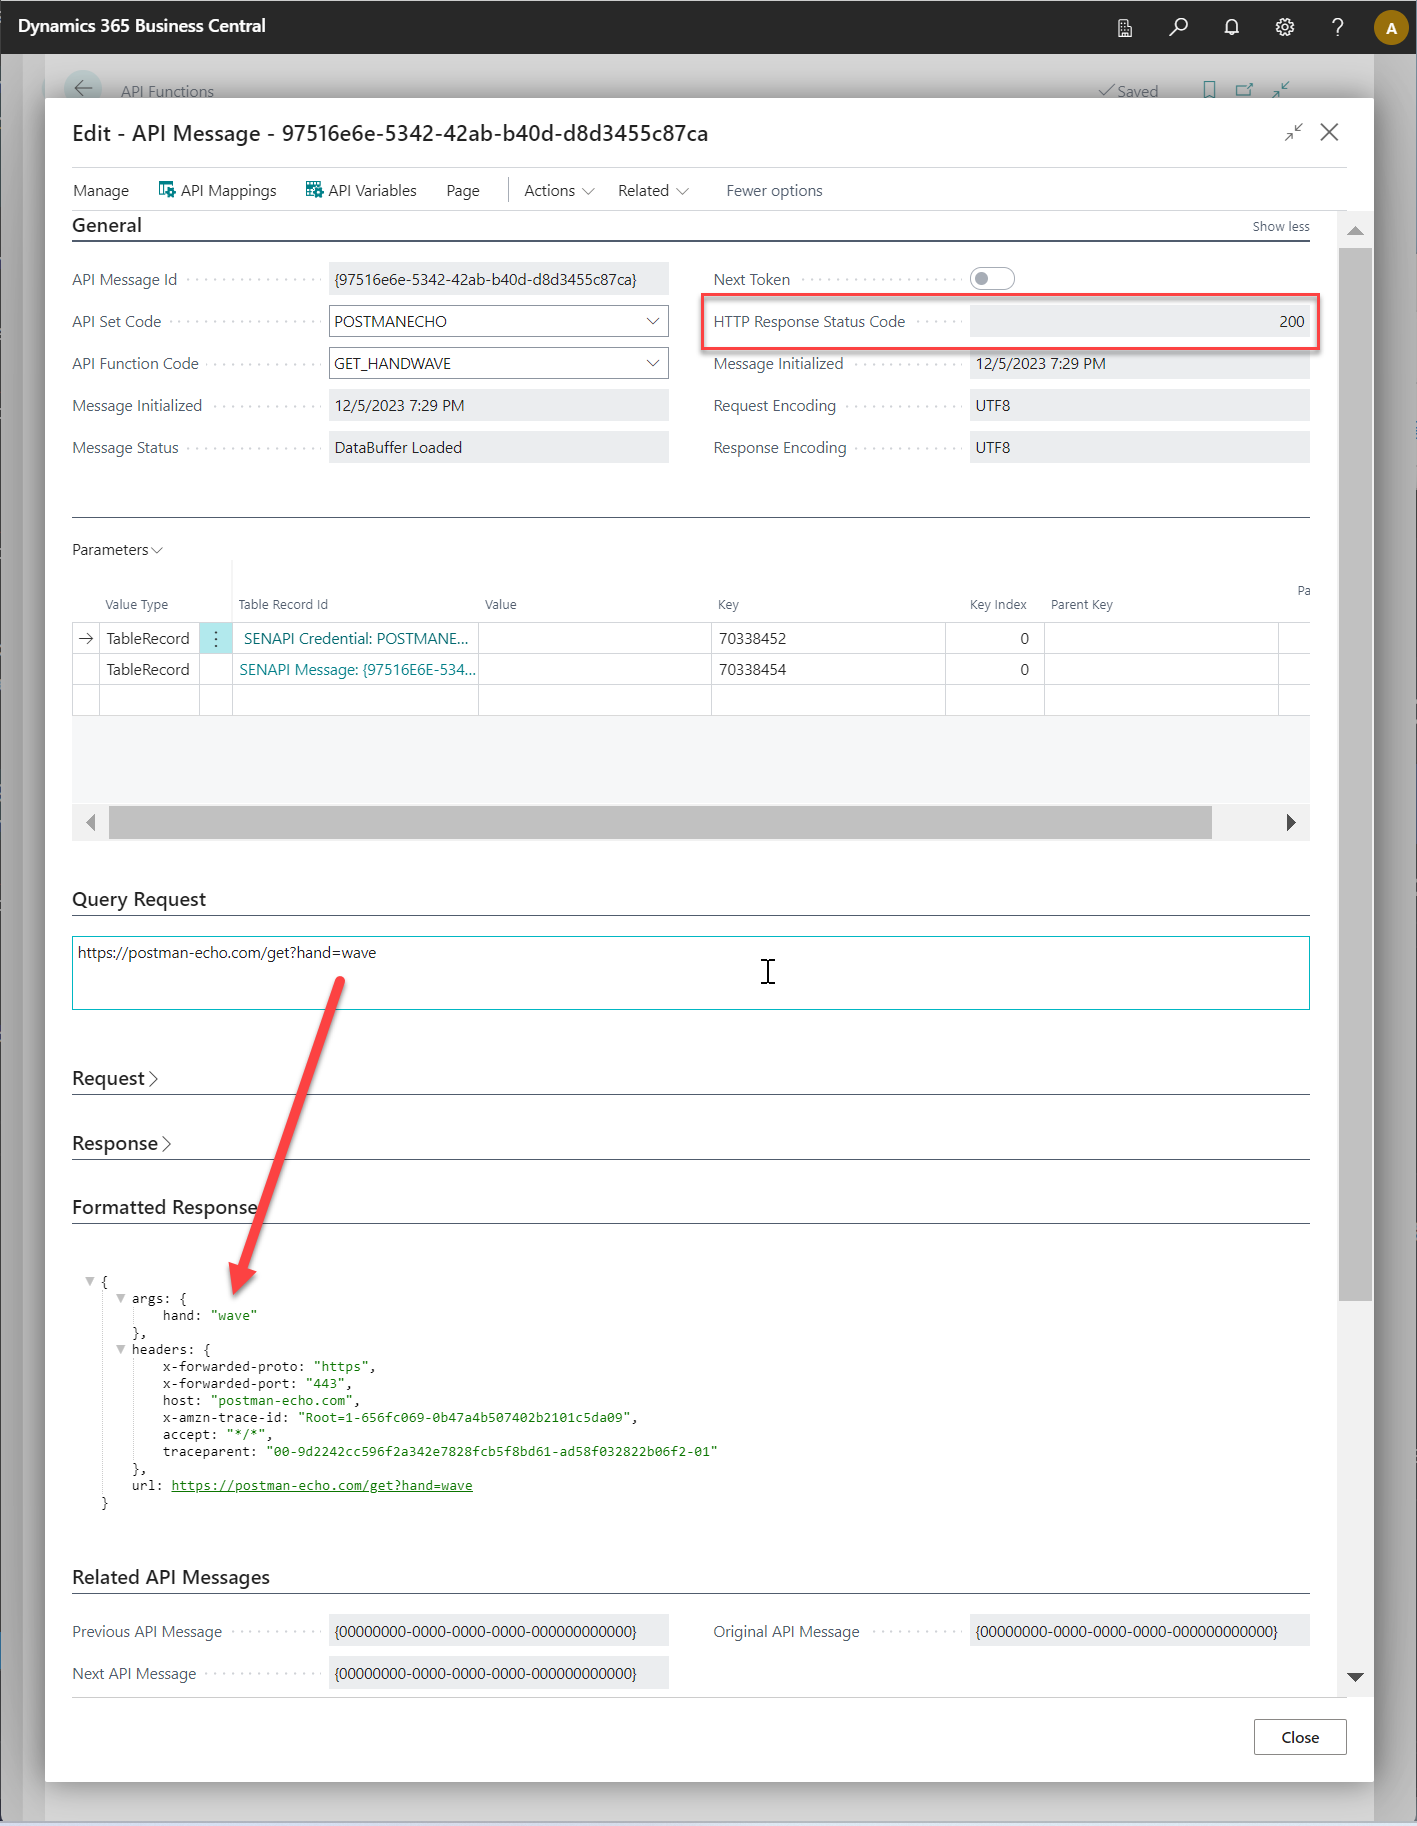 Dynamics 365 Business Central
A
API Functions
Saved
Edit - API Message - 97516e6e-5342-42ab-b40d-d8d3455c87ca
Manage API Mappings API Variables Page Actions Related Fewer options
General Show less
API Message Id {97516e6e-5342-42ab-b40d-d8d3455c87ca} Next Token
API Set Code POSTMANECHO HTTP Response Status Code 200
API Function Code GET_HANDWAVE Message Initialized 12/5/2023 7:29 PM
Message Initialized 12/5/2023 7:29 PM Request Encoding UTF8
Message Status DataBuffer Loaded Response Encoding UTF8
Parameters
Value Type Table Record Id Value Key Key Index Parent Key Pa
TableRecord SENAPI Credential: POSTMANE... 70338452 0
TableRecord SENAPI Message: {97516E6E-534... 70338454 0
Query Request
https://postman-echo.com/get?hand=wave
Request
Response
Formatted Response
{
args: {
hand: "wave"
},
headers: {
x-forwarded-proto: "https",
x-forwarded-port: "443",
host: "postman-echo.com",
x-amzn-trace-id: "Root=1-656fc069-0b47a4b507402b2101c5da09",
accept: "*/*",
traceparent: "00-9d2242cc596f2a342e7828fcb5f8bd61-ad58f032822b06f2-01"
},
url: https://postman-echo.com/get?hand=wave
}
Related API Messages
Previous API Message {00000000-0000-0000-0000-000000000000} Original API Message {00000000-0000-0000-0000-000000000000}
Next API Message {00000000-0000-0000-0000-000000000000}
Close